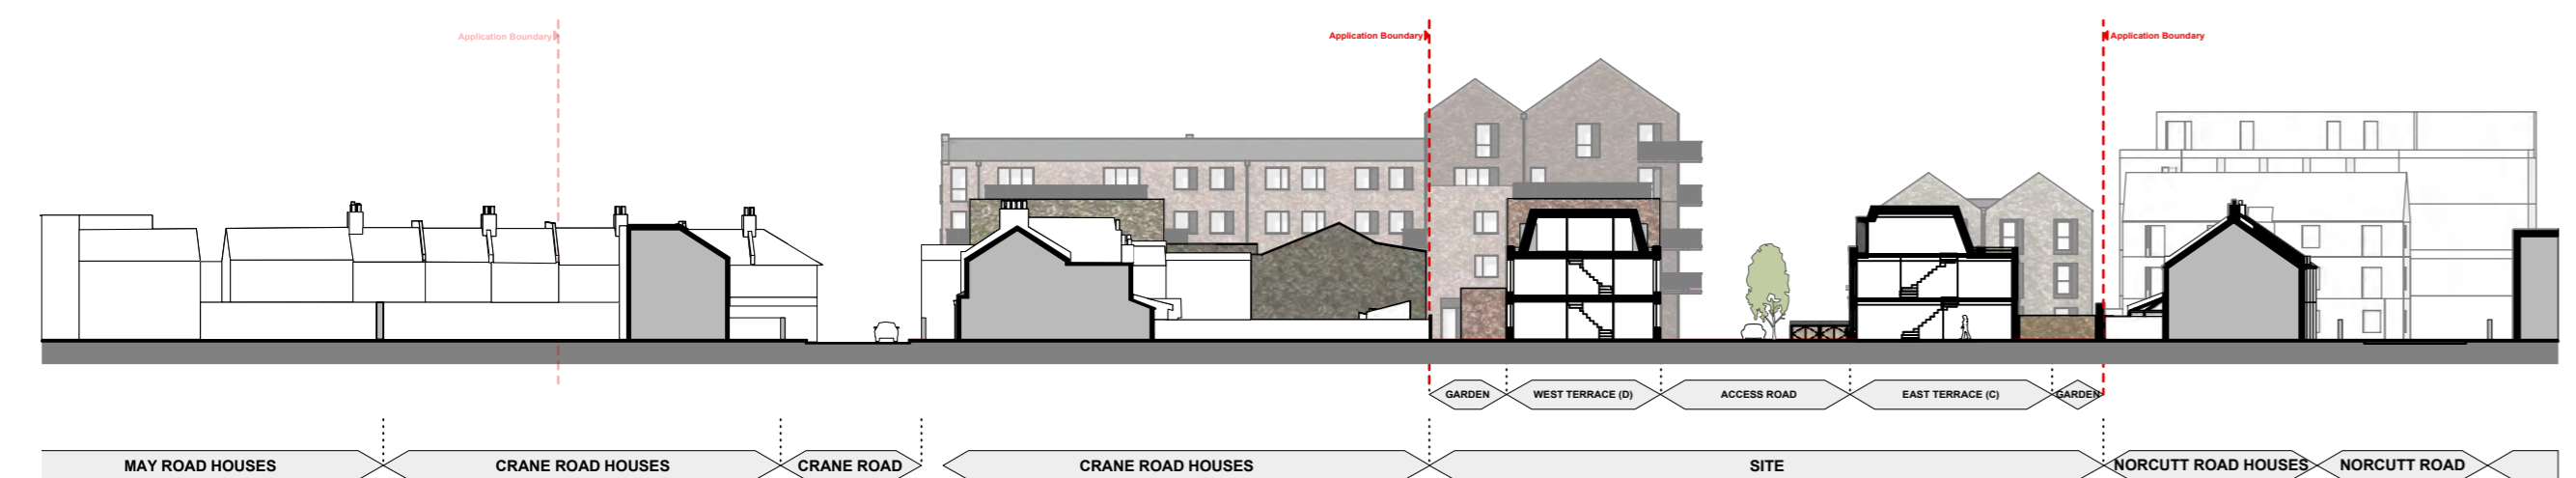 Application Boundary
Application Boundary
Application Boundary
GARDEN
WEST TERRACE (D)
ACCESS ROAD
EAST TERRACE (C)
GARDEN
MAY ROAD HOUSES
CRANE ROAD HOUSES
CRANE ROAD
CRANE ROAD HOUSES
SITE
NORCUTT ROAD HOUSES
NORCUTT ROAD